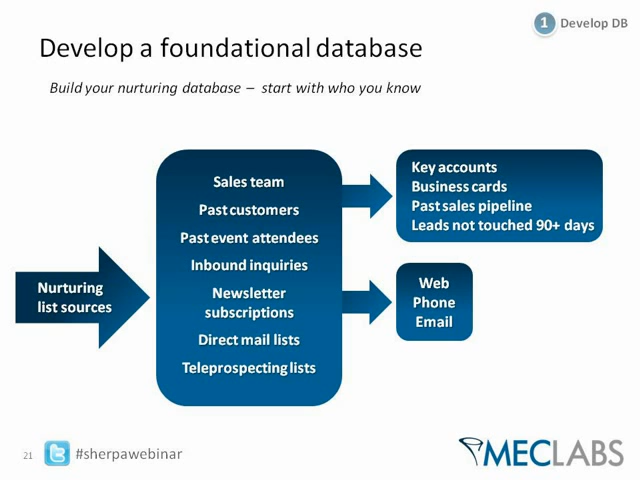 1 Develop DB
Develop a foundational database
Build your nurturing database – start with who you know
Nurturing
list sources
Sales team
Past customers
Past event attendees
Inbound inquiries
Newsletter
subscriptions
Direct mail lists
Teleprospecting lists
Key accounts
Business cards
Past sales pipeline
Leads not touched 90+ days
Web
Phone
Email
21
#sherpawebinar
MECLABS